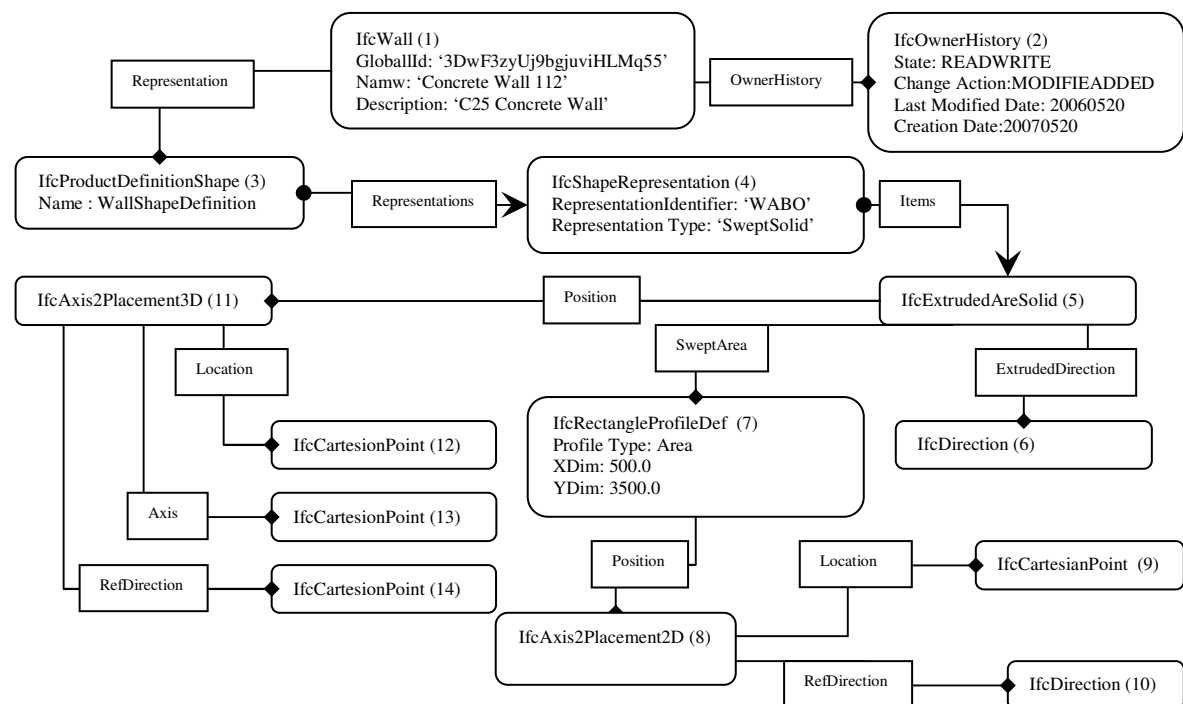 IfcWall (1)
GloballId: ‘3DwF3zyUj9bgjuviHLMq55’
Namw: ‘Concrete Wall 112’
Description: ‘C25 Concrete Wall’
IfcOwnerHistory (2)
State: READWRITE
Change Action:MODIFIEADDED
Last Modified Date: 20060520
Creation Date:20070520
Representation
OwnerHistory
IfcProductDefinitionShape (3)
Name : WallShapeDefinition
Representations
IfcShapeRepresentation (4)
RepresentationIdentifier: ‘WABO’
Representation Type: ‘SweptSolid’
Items
IfcAxis2Placement3D (11)
Position
IfcExtrudedAreSolid (5)
SweptArea
Location
ExtrudedDirection
IfcRectangleProfileDef (7)
Profile Type: Area
XDim: 500.0
YDim: 3500.0
IfcCartesionPoint (12)
IfcDirection (6)
Axis
IfcCartesionPoint (13)
Position
Location
IfcCartesianPoint (9)
RefDirection
IfcCartesionPoint (14)
IfcAxis2Placement2D (8)
RefDirection
IfcDirection (10)